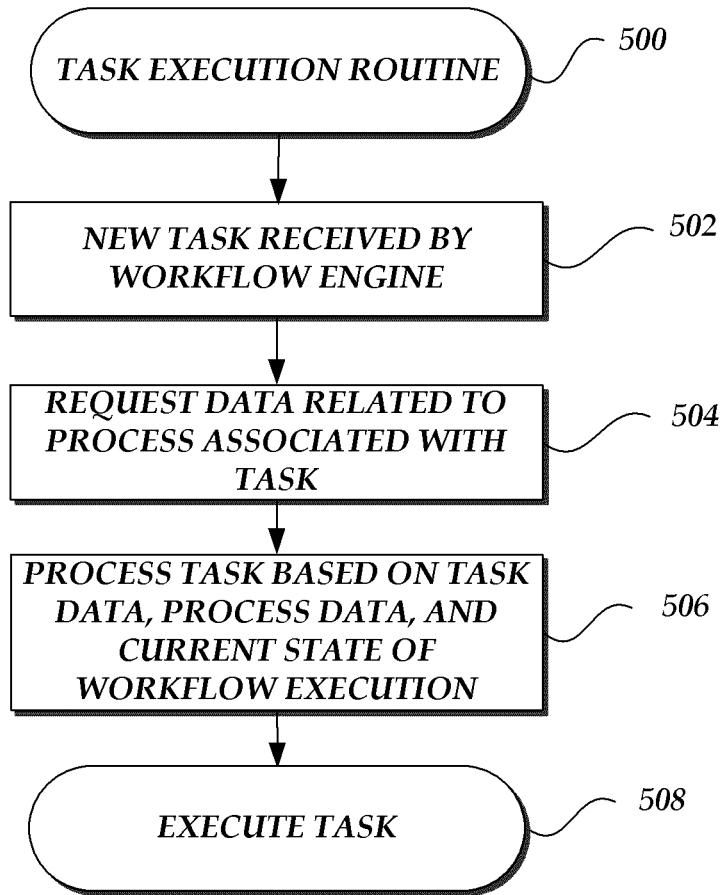 TASK EXECUTION ROUTINE
500
NEW TASK RECEIVED BY
WORKFLOW ENGINE
502
REQUEST DATA RELATED TO
PROCESS ASSOCIATED WITH
TASK
504
PROCESS TASK BASED ON TASK
DATA, PROCESS DATA, AND
CURRENT STATE OF
WORKFLOW EXECUTION
506
EXECUTE TASK
508